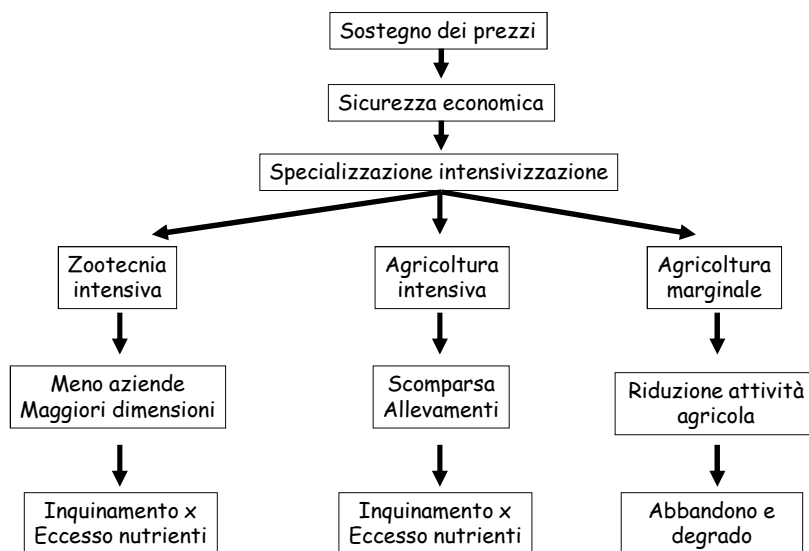 Sostegno dei prezzi
Sicurezza economica
Specializzazione intensivizzazione
Zootecnia
intensiva
Agricoltura
intensiva
Agricoltura
marginale
Meno aziende
Maggiori dimensioni
Scomparsa
Allevamenti
Riduzione attività
agricola
Inquinamento x
Eccesso nutrienti
Inquinamento x
Eccesso nutrienti
Abbandono e
degrado